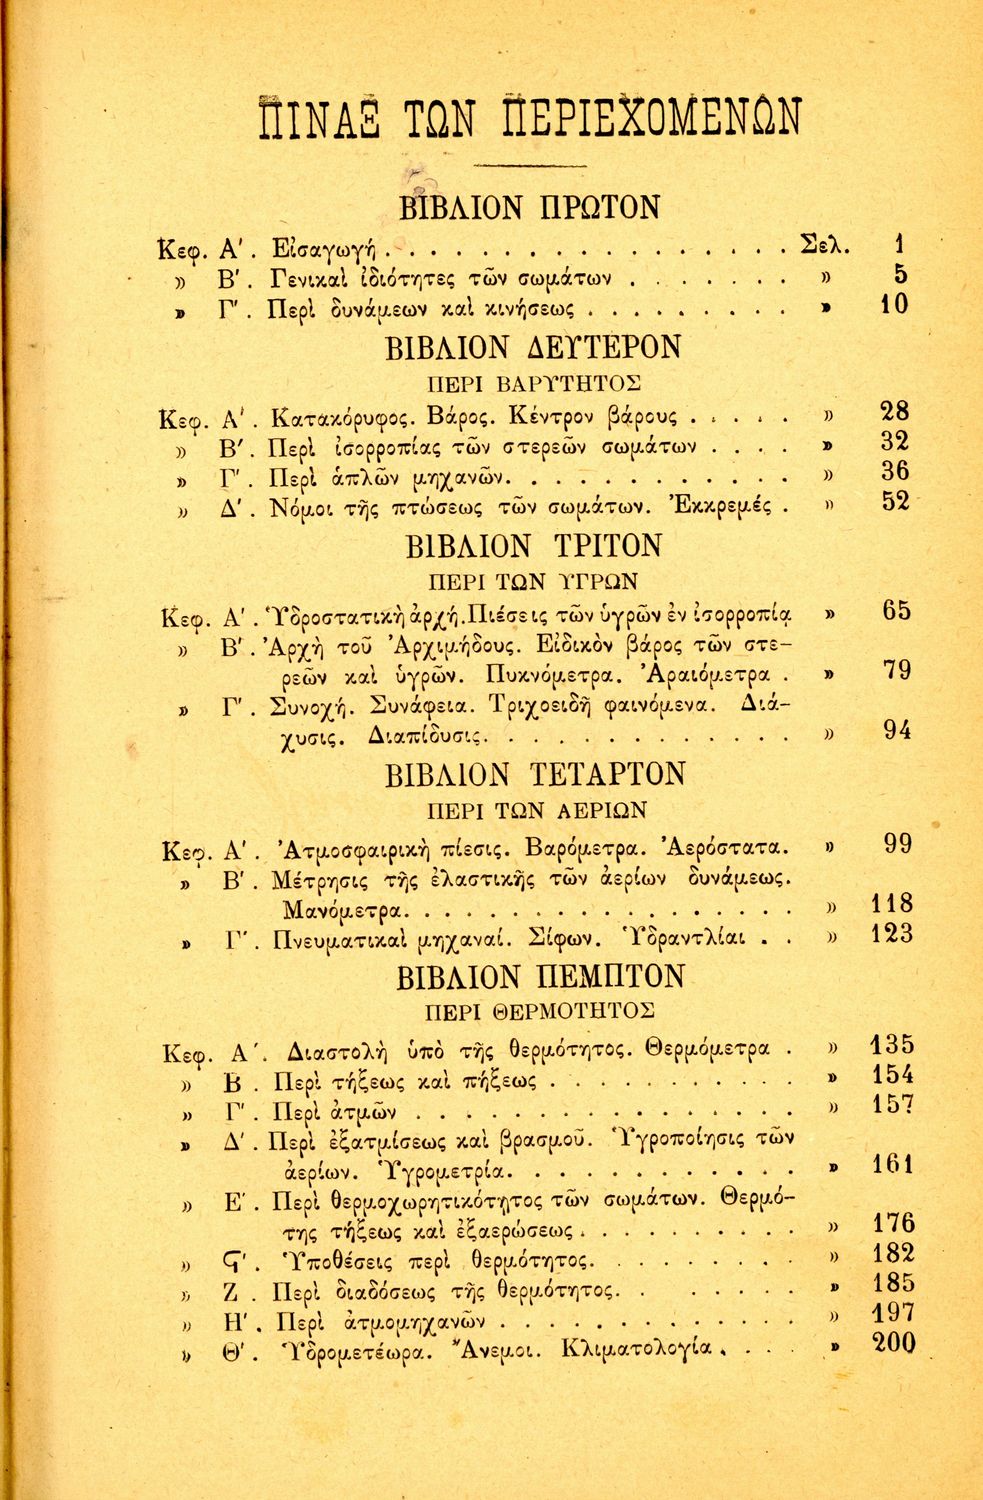 ΠΙΝΑΞ ΤΩΝ ΠΕΡΙΕΧΟΜΕΝΩΝ
ΒΙΒΛΙΟΝ ΠΡΩΤΟΝ
Κεφ. Α′. Εἰσαγωγή . . . . . . . . . . . . . . . . Σελ. 1
» Β′. Γενικαὶ ἰδιότητες τῶν σωμάτων . . . . . . . » 5
» Γ′. Περὶ δυνάμεων καὶ κινήσεως . . . . . . . . . » 10
ΒΙΒΛΙΟΝ ΔΕΥΤΕΡΟΝ
ΠΕΡΙ ΒΑΡΥΤΗΤΟΣ
Κεφ. Α′. Κατακόρυφος. Βάρος. Κέντρον βάρους . . . . . » 28
» Β′. Περὶ ἰσορροπίας τῶν στερεῶν σωμάτων . . . . » 32
» Γ′. Περὶ ἁπλῶν μηχανῶν. . . . . . . . . . . . . » 36
» Δ′. Νόμοι τῆς πτώσεως τῶν σωμάτων. Ἐκκρεμές . » 52
ΒΙΒΛΙΟΝ ΤΡΙΤΟΝ
ΠΕΡΙ ΤΩΝ ΥΓΡΩΝ
Κεφ. Α′. Ὑδροστατικὴ ἀρχή. Πιέσεις τῶν ὑγρῶν ἐν ἰσορροπίᾳ » 65
» Β′. Ἀρχὴ τοῦ Ἀρχιμήδους. Εἰδικὸν βάρος τῶν στε-
ρεῶν καὶ ὑγρῶν. Πυκνόμετρα. Ἀραιόμετρα . » 79
» Γ′. Συνοχή. Συνάφεια. Τριχοειδῆ φαινόμενα. Διά-
χυσις. Διαπίδυσις. . . . . . . . . . . . . . » 94
ΒΙΒΛΙΟΝ ΤΕΤΑΡΤΟΝ
ΠΕΡΙ ΤΩΝ ΑΕΡΙΩΝ
Κεφ. Α′. Ἀτμοσφαιρικὴ πίεσις. Βαρόμετρα. Ἀερόστατα. » 99
» Β′. Μέτρησις τῆς ἐλαστικῆς τῶν ἀερίων δυνάμεως.
Μανόμετρα. . . . . . . . . . . . . . . . . . » 118
» Γ′. Πνευματικαὶ μηχαναί. Σίφων. Ὑδραντλίαι . . » 123
ΒΙΒΛΙΟΝ ΠΕΜΠΤΟΝ
ΠΕΡΙ ΘΕΡΜΟΤΗΤΟΣ
Κεφ. Α′. Διαστολὴ ὑπὸ τῆς θερμότητος. Θερμόμετρα . » 135
» Β . Περὶ τήξεως καὶ πήξεως . . . . . . . . . . . » 154
» Γ′. Περὶ ἀτμῶν . . . . . . . . . . . . . . . . » 157
» Δ′. Περὶ ἐξατμίσεως καὶ βρασμοῦ. Ὑγροποίησις τῶν
ἀερίων. Ὑγρομετρία. . . . . . . . . . . . . » 161
» Ε′. Περὶ θερμοχωρητικότητος τῶν σωμάτων. Θερμό-
της τήξεως καὶ ἐξαερώσεως . . . . . . . . . . » 176
» Ϛ′. Ὑποθέσεις περὶ θερμότητος. . . . . . . . . » 182
» Ζ . Περὶ διαδόσεως τῆς θερμότητος. . . . . . . » 185
» Η′. Περὶ ἀτμομηχανῶν . . . . . . . . . . . . . » 197
» Θ′. Ὑδρομετέωρα. Ἄνεμοι. Κλιματολογία . . . . » 200